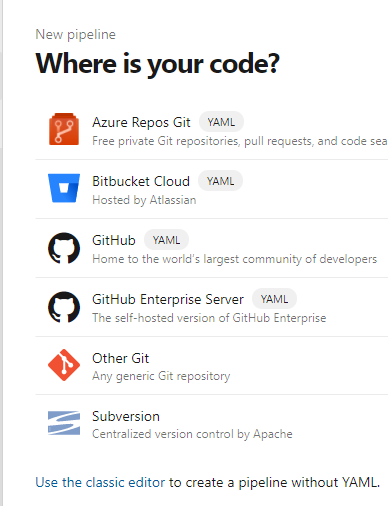 New pipeline
Where is your code?
Azure Repos Git YAML
Free private Git repositories, pull requests, and code sea
Bitbucket Cloud YAML
Hosted by Atlassian
GitHub YAML
Home to the world's largest community of developers
GitHub Enterprise Server YAML
The self-hosted version of GitHub Enterprise
Other Git
Any generic Git repository
Subversion
Centralized version control by Apache
Use the classic editor to create a pipeline without YAML.